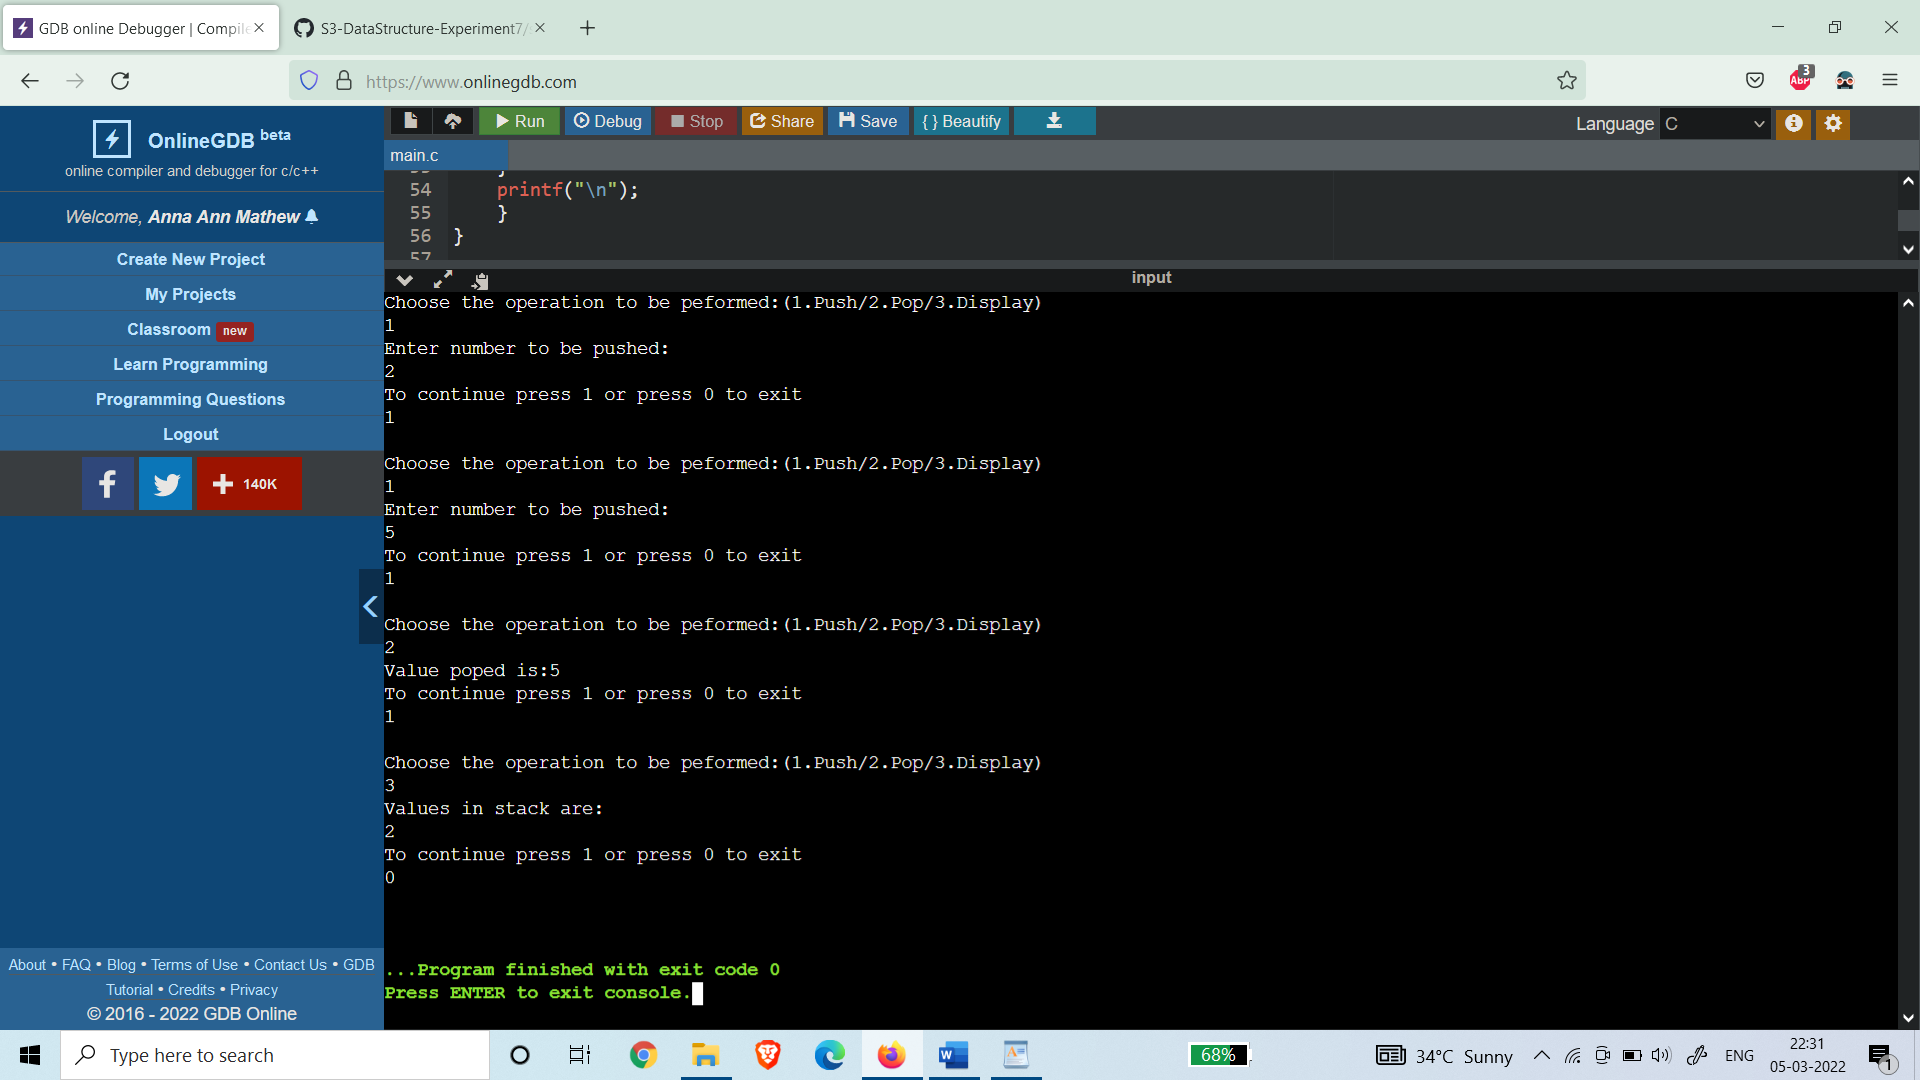 GDB online Debugger | Compile
S3-DataStructure-Experiment7/
https://www.onlinegdb.com
ABP
3
OnlineGDB beta
online compiler and debugger for c/c++
Welcome, Anna Ann Mathew
Create New Project
My Projects
Classroom new
Learn Programming
Programming Questions
Logout
f
140K
About • FAQ • Blog • Terms of Use • Contact Us • GDB
Tutorial • Credits • Privacy
© 2016 - 2022 GDB Online
Run Debug Stop Share Save { } Beautify
Language C
main.c
54 printf("\n");
55 }
56 }
57
input
Choose the operation to be peformed:(1.Push/2.Pop/3.Display)
1
Enter number to be pushed:
2
To continue press 1 or press 0 to exit
1
Choose the operation to be peformed:(1.Push/2.Pop/3.Display)
1
Enter number to be pushed:
5
To continue press 1 or press 0 to exit
1
Choose the operation to be peformed:(1.Push/2.Pop/3.Display)
2
Value poped is:5
To continue press 1 or press 0 to exit
1
Choose the operation to be peformed:(1.Push/2.Pop/3.Display)
3
Values in stack are:
2
To continue press 1 or press 0 to exit
0
...Program finished with exit code 0
Press ENTER to exit console.
Type here to search
68%
34°C Sunny
ENG
22:31
05-03-2022
1